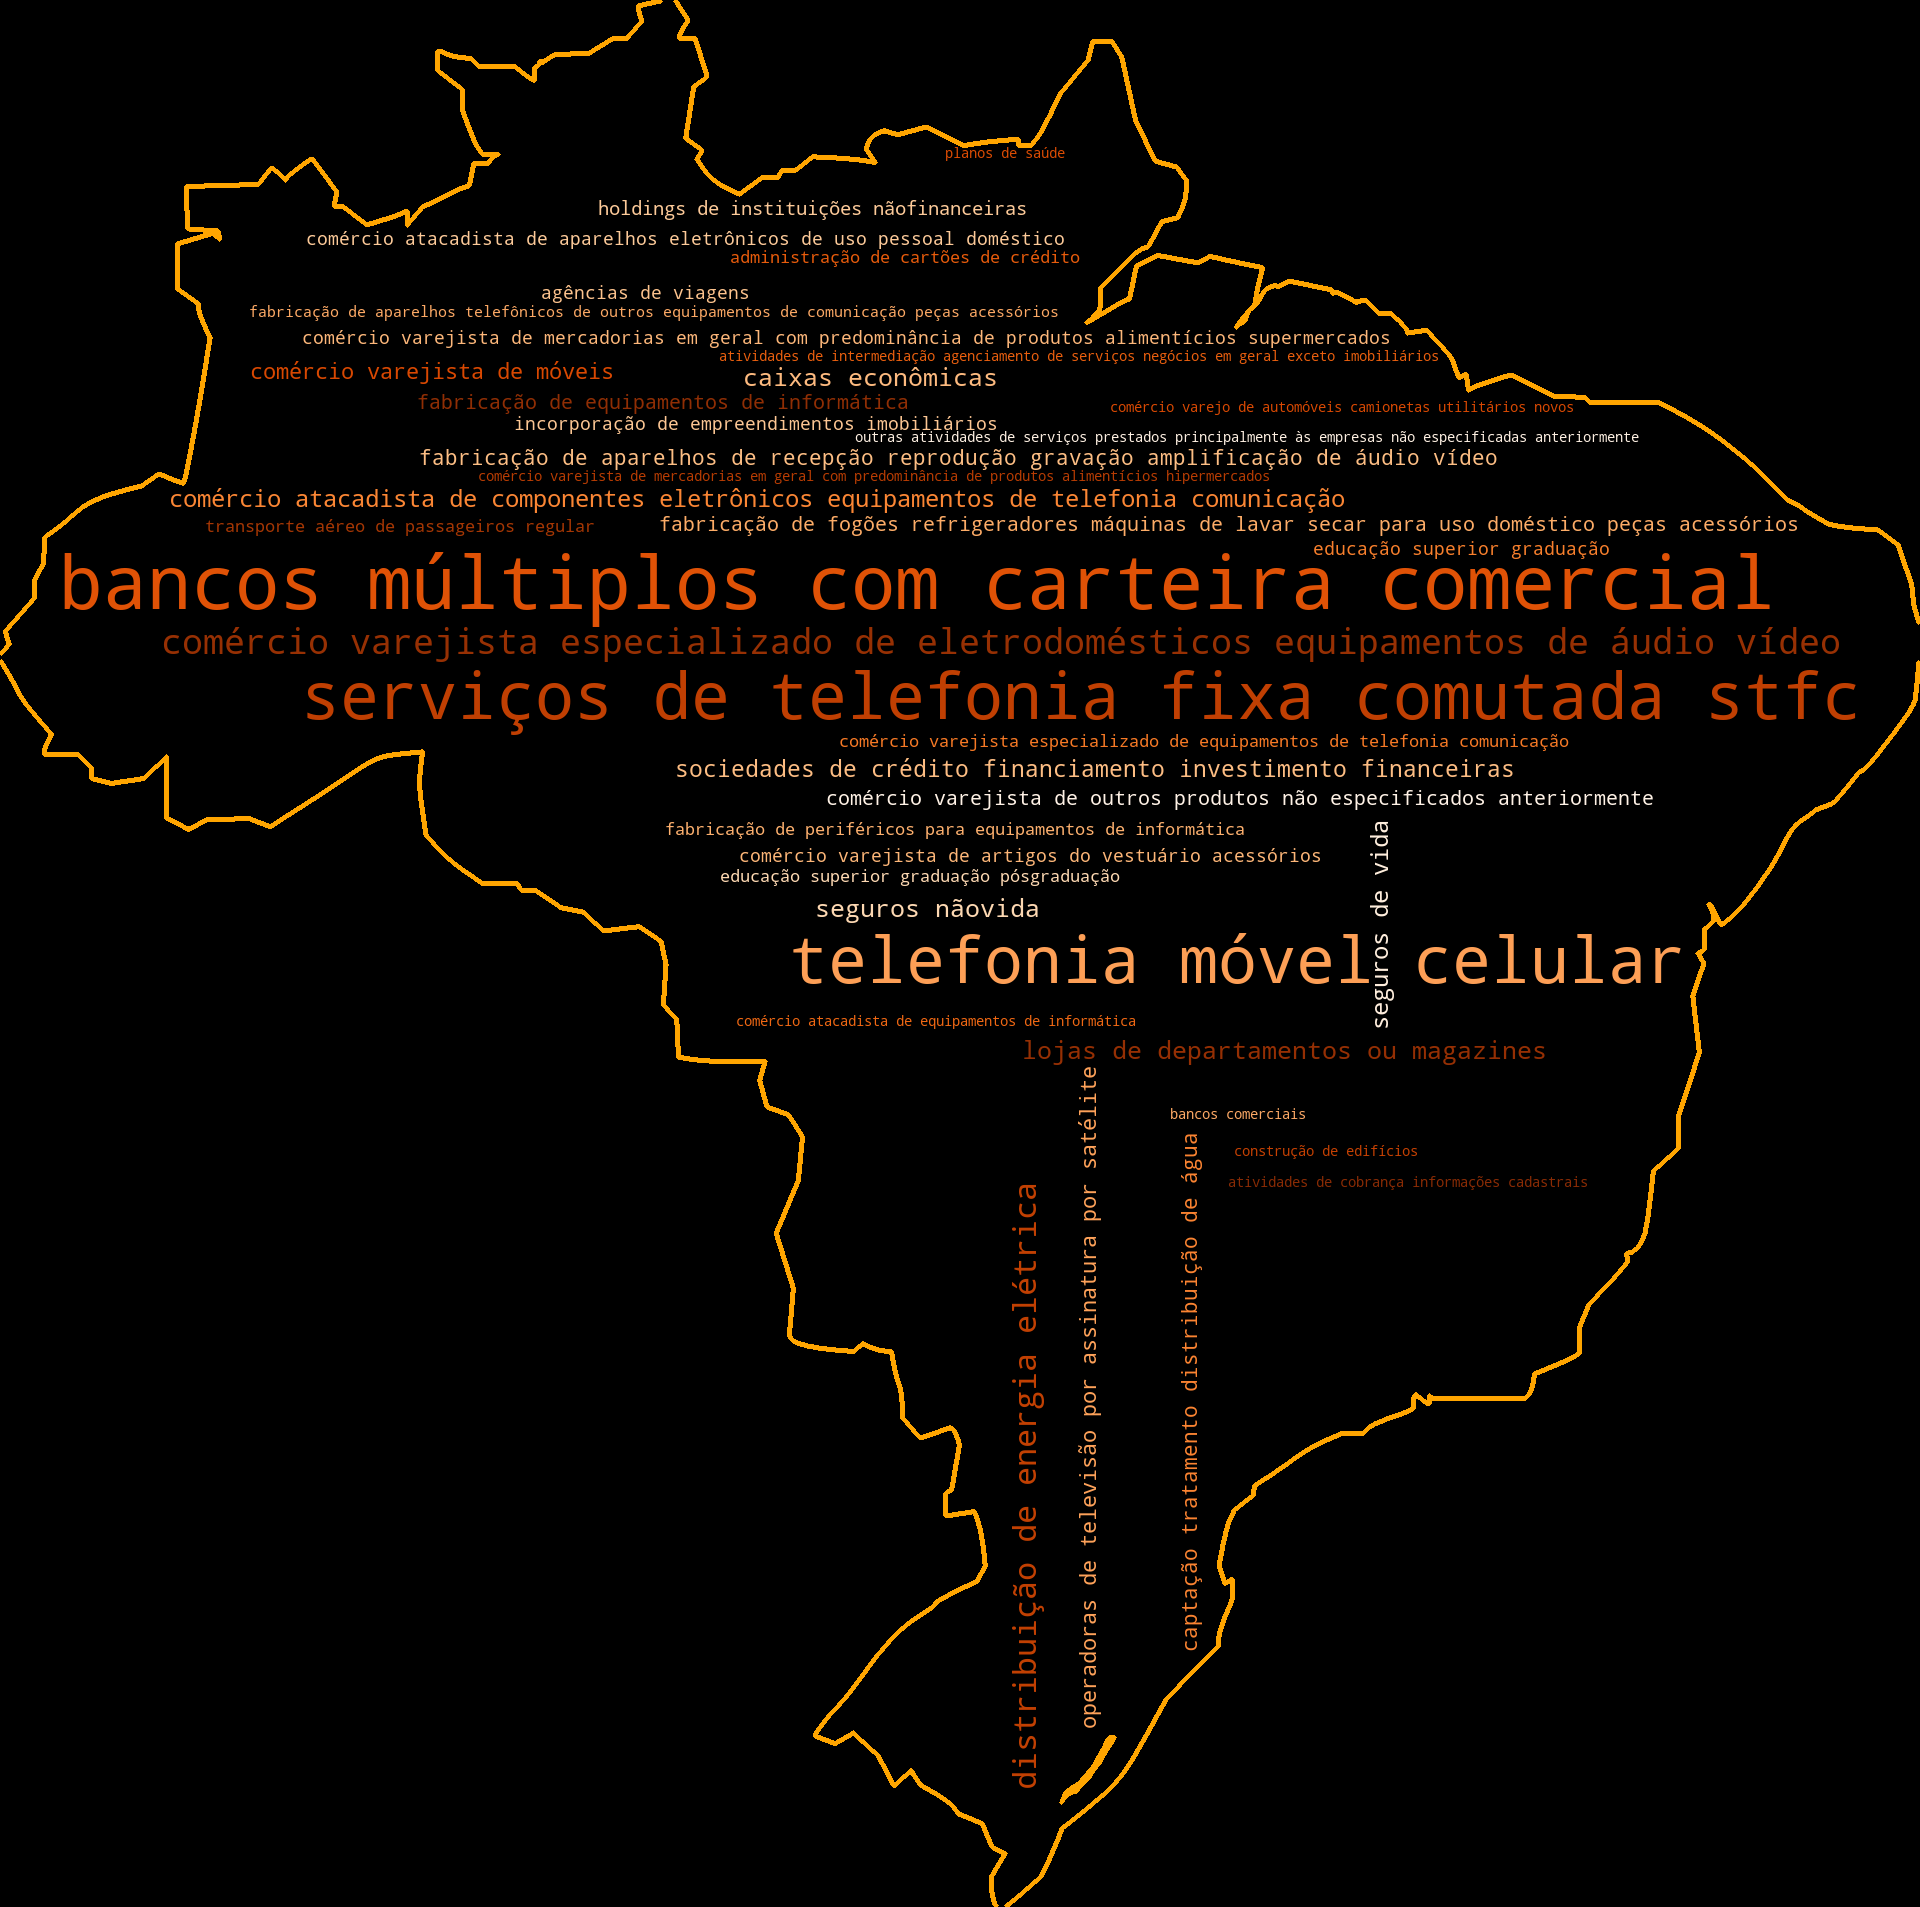 planos de saúde
holdings de instituições nãofinanceiras
comércio atacadista de aparelhos eletrônicos de uso pessoal doméstico
administração de cartões de crédito
agências de viagens
fabricação de aparelhos telefônicos de outros equipamentos de comunicação peças acessórios
comércio varejista de mercadorias em geral com predominância de produtos alimentícios supermercados
atividades de intermediação agenciamento de serviços negócios em geral exceto imobiliários
comércio varejista de móveis
caixas econômicas
fabricação de equipamentos de informática
comércio varejo de automóveis camionetas utilitários novos
incorporação de empreendimentos imobiliários
outras atividades de serviços prestados principalmente às empresas não especificadas anteriormente
fabricação de aparelhos de recepção reprodução gravação amplificação de áudio vídeo
comércio varejista de mercadorias em geral com predominância de produtos alimentícios hipermercados
comércio atacadista de componentes eletrônicos equipamentos de telefonia comunicação
transporte aéreo de passageiros regular
fabricação de fogões refrigeradores máquinas de lavar secar para uso doméstico peças acessórios
educação superior graduação
bancos múltiplos com carteira comercial
comércio varejista especializado de eletrodomésticos equipamentos de áudio vídeo
serviços de telefonia fixa comutada stfc
comércio varejista especializado de equipamentos de telefonia comunicação
sociedades de crédito financiamento investimento financeiras
comércio varejista de outros produtos não especificados anteriormente
fabricação de periféricos para equipamentos de informática
comércio varejista de artigos do vestuário acessórios
educação superior graduação pósgraduação
seguros de vida
seguros nãovida
telefonia móvel celular
comércio atacadista de equipamentos de informática
lojas de departamentos ou magazines
bancos comerciais
construção de edifícios
atividades de cobrança informações cadastrais
distribuição de energia elétrica
operadoras de televisão por assinatura por satélite
captação tratamento distribuição de água